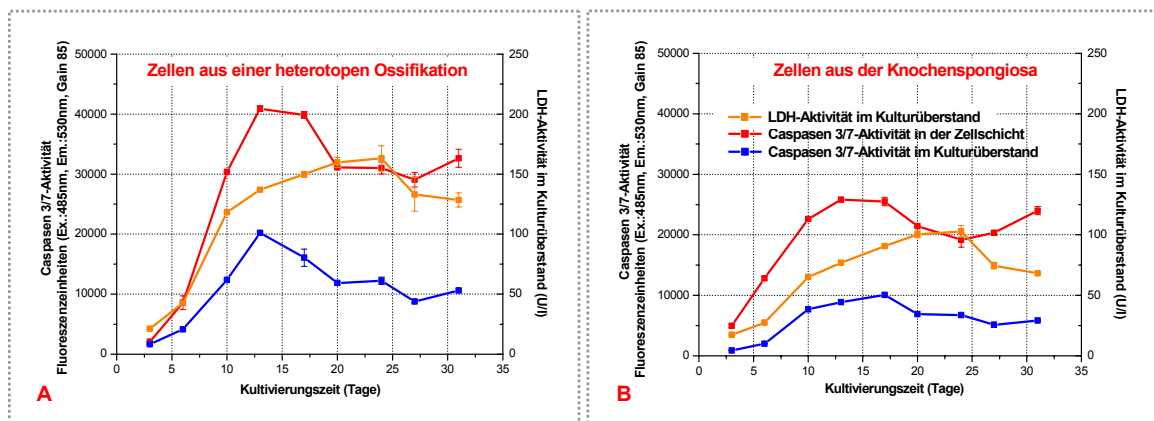 Zellen aus einer heterotopen Ossifikation
Caspasen 3/7-Aktivität
Fluoreszenzeinheiten (Ex.:485nm, Em.:530nm, Gain 85)
50000
40000
30000
20000
10000
0
250
200
150
100
50
0
LDH-Aktivität im Kulturüberstand (U/l)
0 5 10 15 20 25 30 35
Kultivierungszeit (Tage)
A
Zellen aus der Knochenspongiosa
LDH-Aktivität im Kulturüberstand
Caspasen 3/7-Aktivität in der Zellschicht
Caspasen 3/7-Aktivität im Kulturüberstand
Caspasen 3/7-Aktivität
Fluoreszenzeinheiten (Ex.:485nm, Em.:530nm, Gain 85)
50000
40000
30000
20000
10000
0
250
200
150
100
50
0
LDH-Aktivität im Kulturüberstand (U/l)
0 5 10 15 20 25 30 35
Kultivierungszeit (Tage)
B